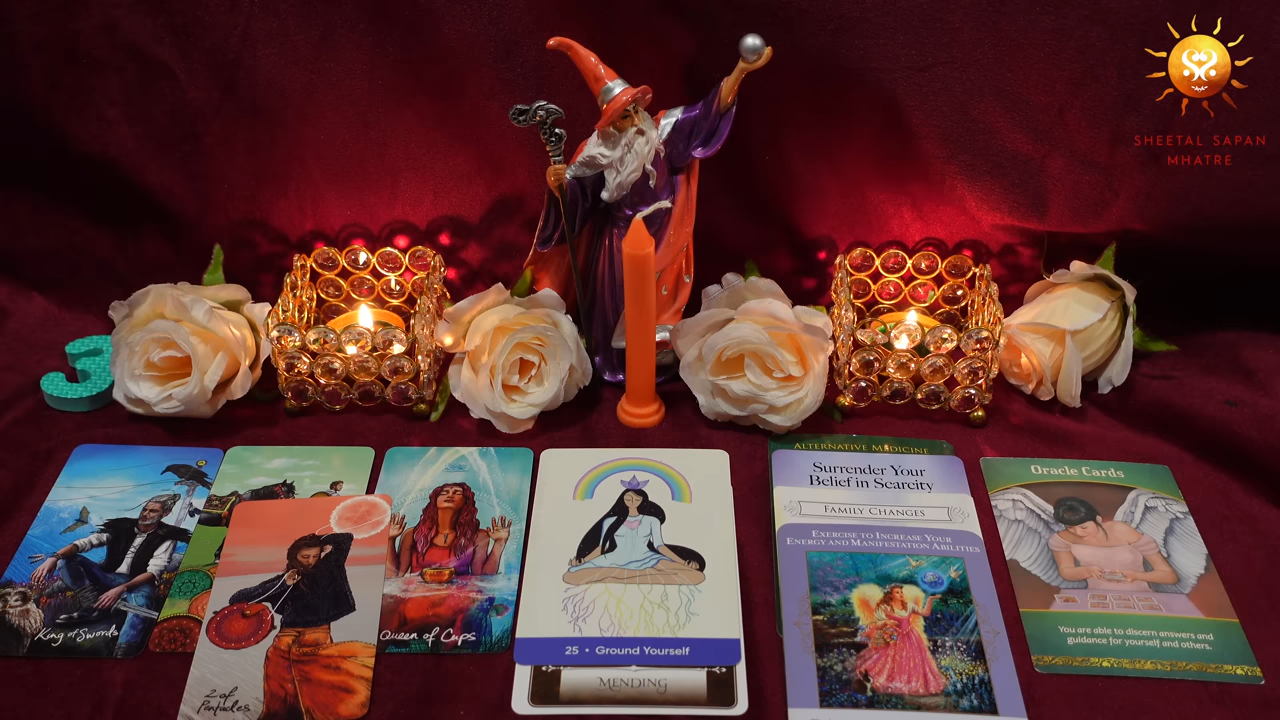 SHEETAL SAPAN
MHATRE
3
King of Swords
2 of
Pentacles
Queen of Cups
25 • Ground Yourself
MENDING
ALTERNATIVE MEDICINE
Surrender Your
Belief in Scarcity
FAMILY CHANGES
EXERCISE TO INCREASE YOUR
ENERGY AND MANIFESTATION ABILITIES
Oracle Cards
You are able to discern answers and
guidance for yourself and others.